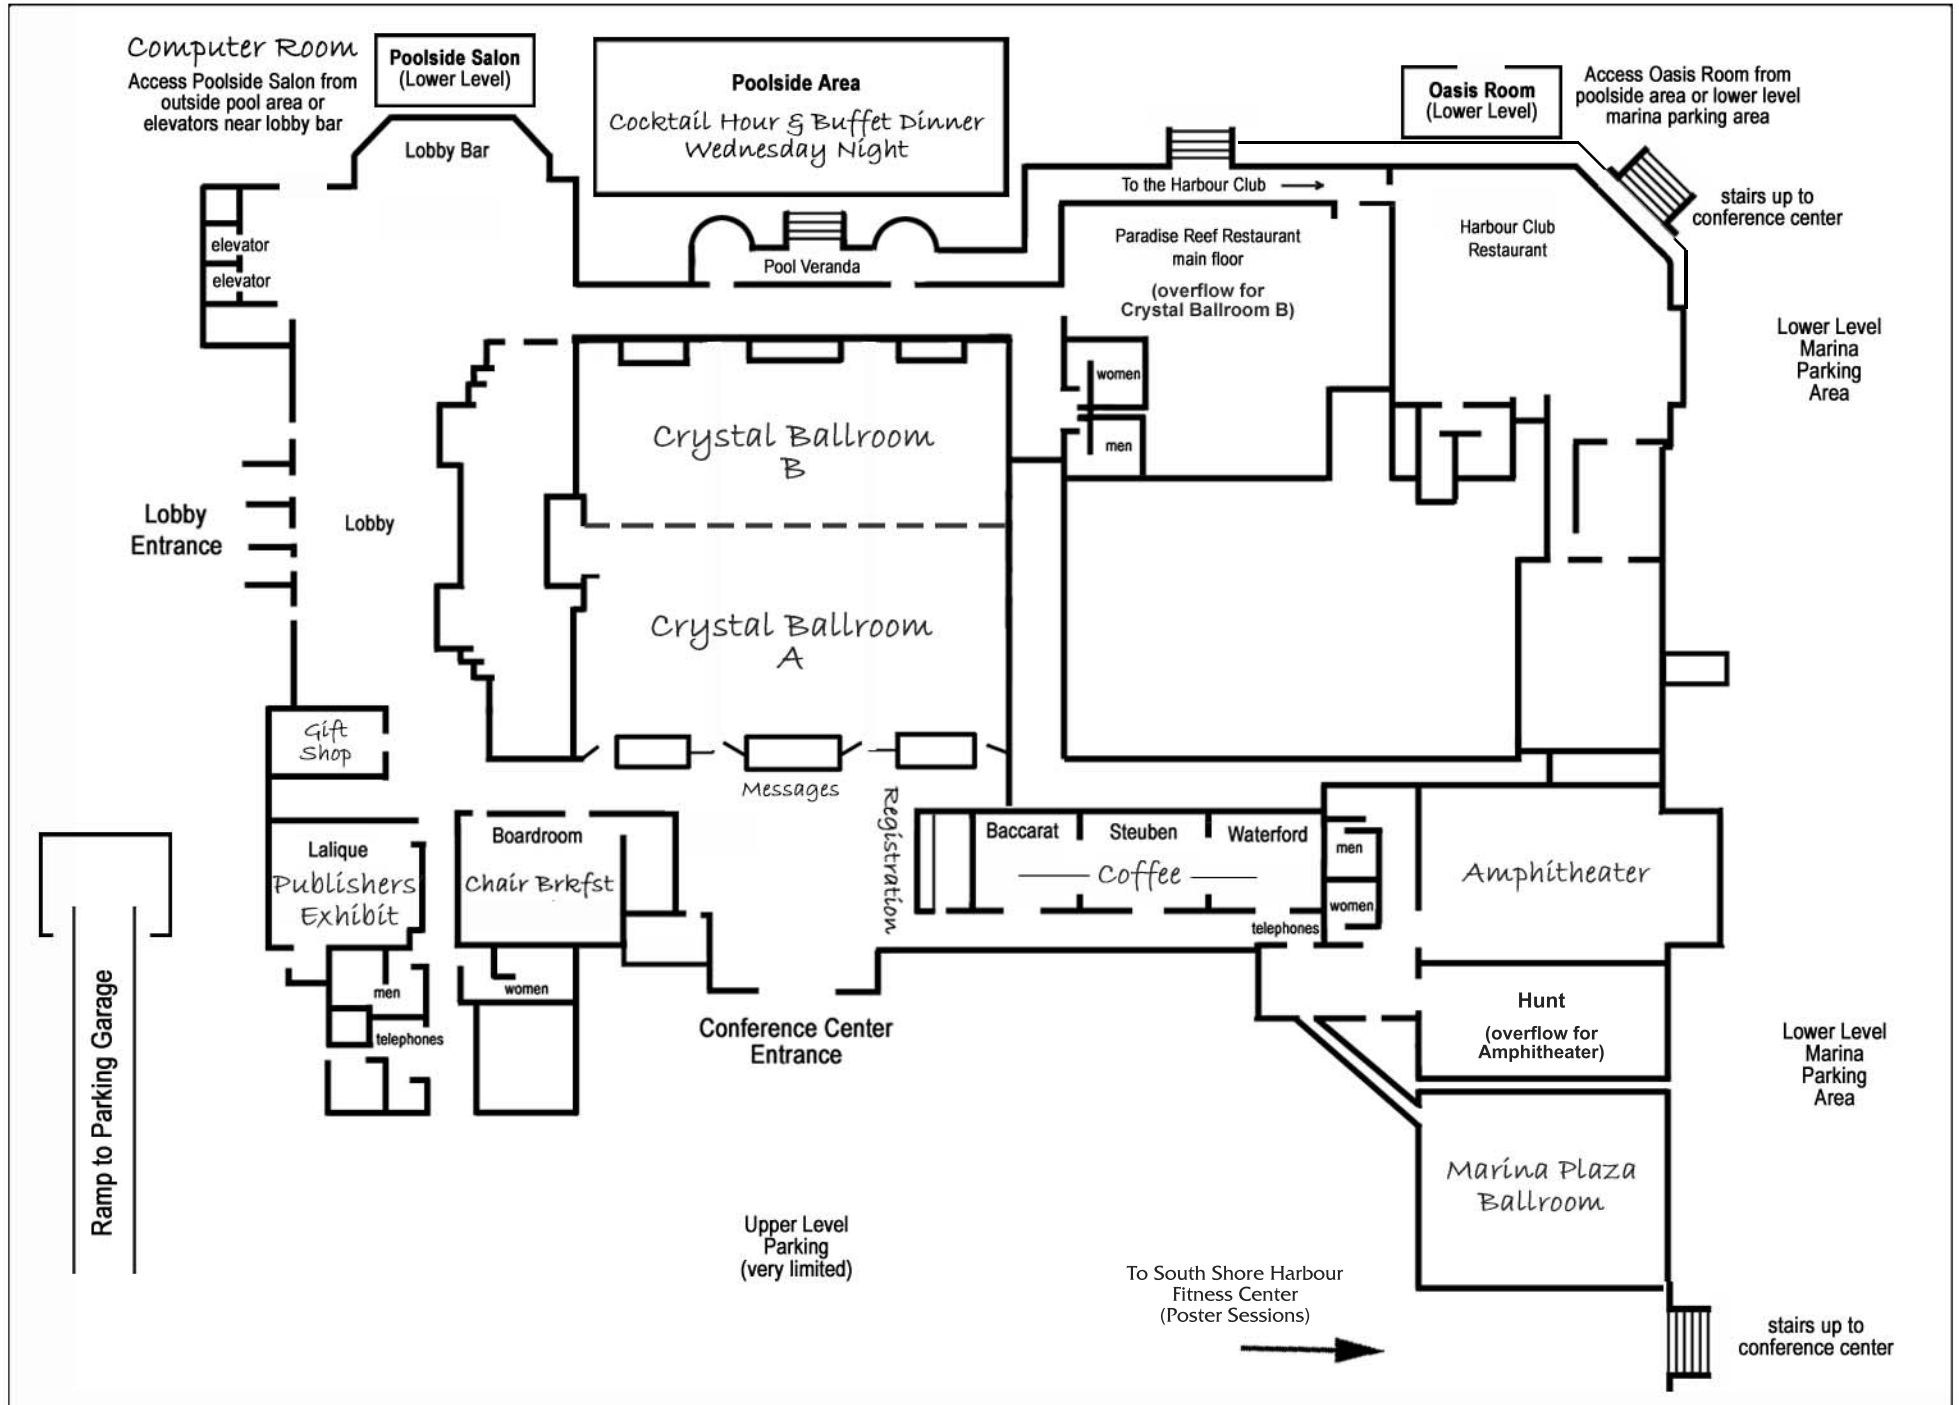 Computer Room
Access Poolside Salon from
outside pool area or
elevators near lobby bar
Poolside Salon
(Lower Level)
Poolside Area
Cocktail Hour & Buffet Dinner
Wednesday Night
Oasis Room
(Lower Level)
Access Oasis Room from
poolside area or lower level
marina parking area
Lobby Bar
To the Harbour Club
stairs up to
conference center
elevator
elevator
Pool Veranda
Paradise Reef Restaurant
main floor
(overflow for
Crystal Ballroom B)
Harbour Club
Restaurant
Lower Level
Marina
Parking
Area
women
men
Crystal Ballroom
B
Lobby
Entrance
Lobby
Crystal Ballroom
A
Gift
Shop
Messages
Registration
Boardroom
Chair Brkfst
Lalique
Publishers
Exhibit
Baccarat
Steuben
Waterford
Coffee
men
women
telephones
Amphitheater
men
telephones
women
Hunt
(overflow for
Amphitheater)
Conference Center
Entrance
Ramp to Parking Garage
Lower Level
Marina
Parking
Area
Marina Plaza
Ballroom
Upper Level
Parking
(very limited)
To South Shore Harbour
Fitness Center
(Poster Sessions)
stairs up to
conference center